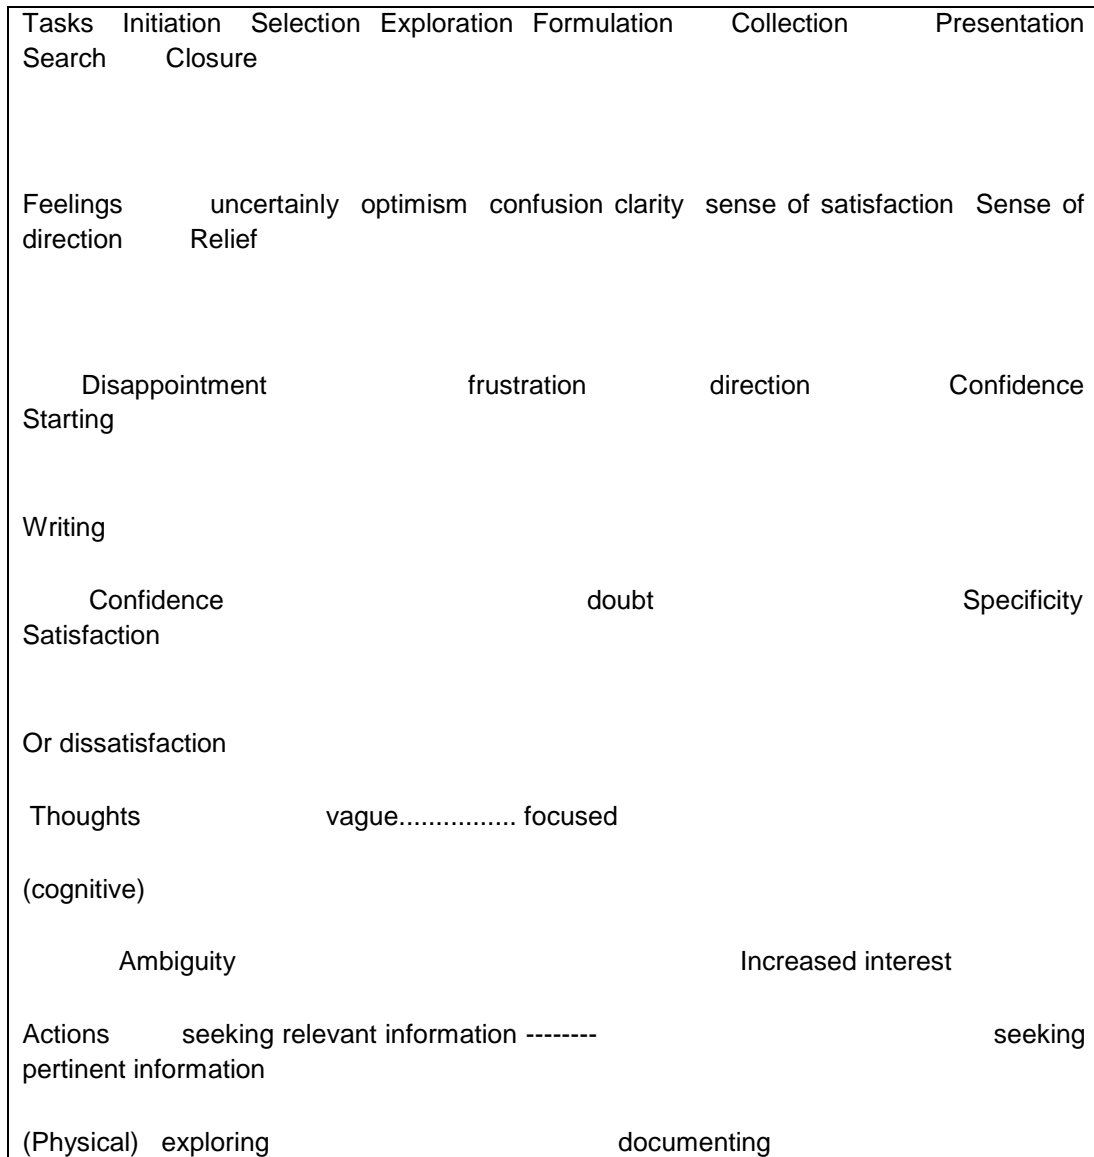 Tasks Initiation Selection Exploration Formulation Collection Presentation
Search Closure
Feelings uncertainly optimism confusion clarity sense of satisfaction Sense of
direction Relief
Disappointment frustration direction Confidence
Starting
Writing
Confidence doubt Specificity
Satisfaction
Or dissatisfaction
Thoughts vague................ focused
(cognitive)
Ambiguity Increased interest
Actions seeking relevant information -------- seeking
pertinent information
(Physical) exploring documenting